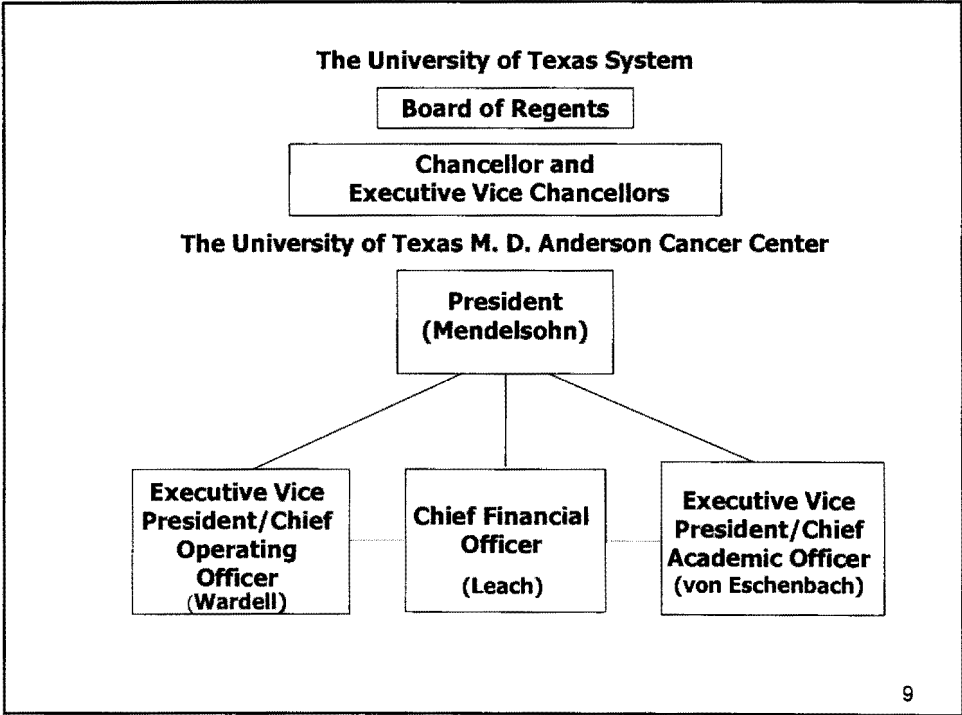 The University of Texas System
Board of Regents
Chancellor and
Executive Vice Chancellors
The University of Texas M. D. Anderson Cancer Center
President
(Mendelsohn)
Executive Vice
President/Chief
Operating
Officer
(Wardell)
Chief Financial
Officer
(Leach)
Executive Vice
President/Chief
Academic Officer
(von Eschenbach)
9